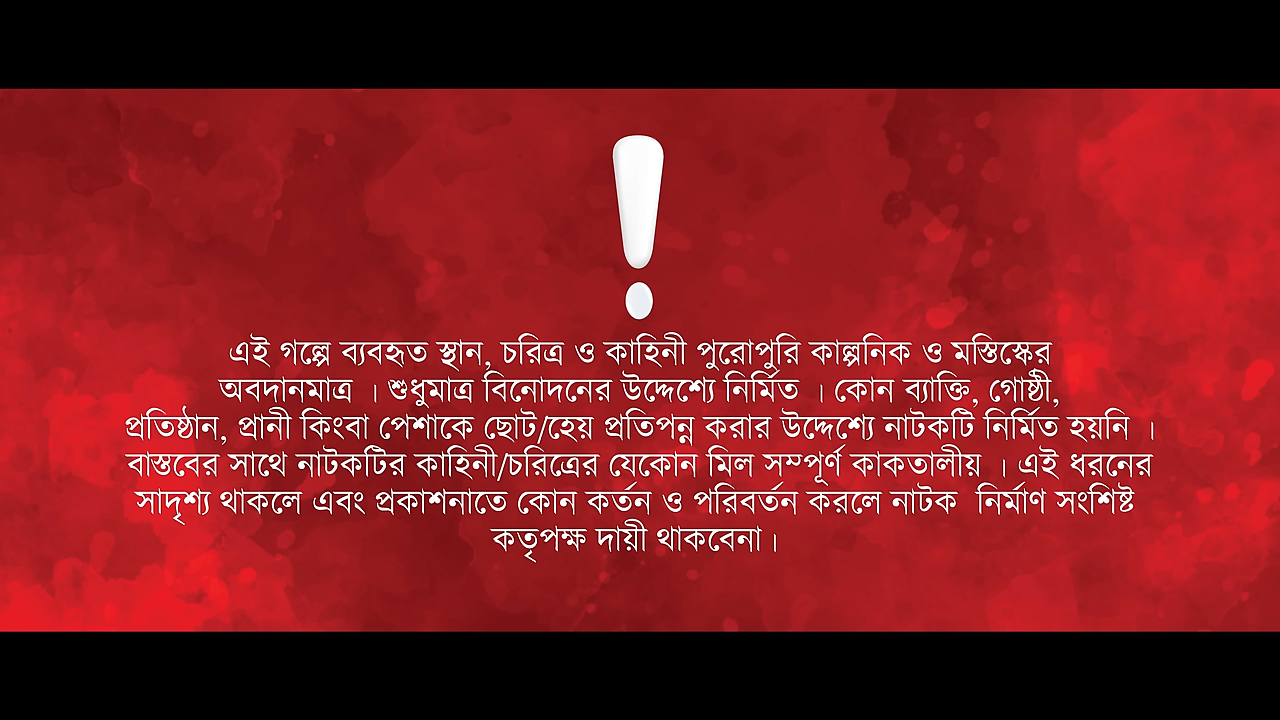 !
এই গল্পে ব্যবহৃত স্থান, চরিত্র ও কাহিনী পুরোপুরি কাল্পনিক ও মস্তিস্কের
অবদানমাত্র । শুধুমাত্র বিনোদনের উদ্দেশ্যে নির্মিত । কোন ব্যাক্তি, গোষ্ঠী,
প্রতিষ্ঠান, প্রানী কিংবা পেশাকে ছোট/হেয় প্রতিপন্ন করার উদ্দেশ্যে নাটকটি নির্মিত হয়নি ।
বাস্তবের সাথে নাটকটির কাহিনী/চরিত্রের যেকোন মিল সম্পূর্ণ কাকতালীয় । এই ধরনের
সাদৃশ্য থাকলে এবং প্রকাশনাতে কোন কর্তন ও পরিবর্তন করলে নাটক নির্মাণ সংশিষ্ট
কতৃপক্ষ দায়ী থাকবেনা।